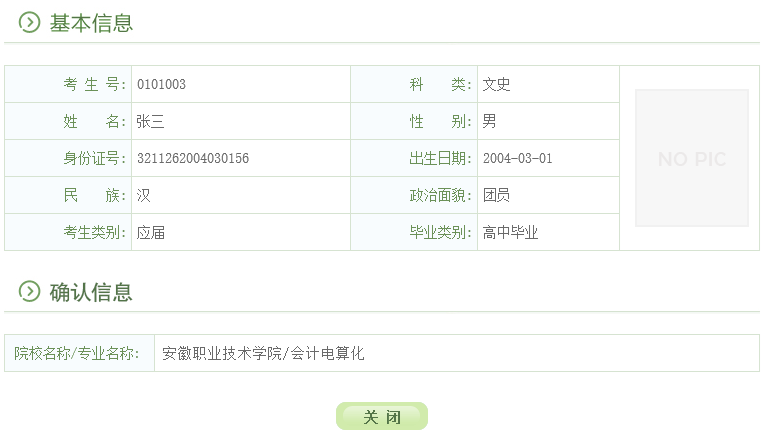 基本信息
考 生 号: 0101003 科 类: 文史
姓 名: 张三 性 别: 男
身份证号: 3211262004030156 出生日期: 2004-03-01
NO PIC
民 族: 汉 政治面貌: 团员
考生类别: 应届 毕业类别: 高中毕业
确认信息
院校名称/专业名称: 安徽职业技术学院/会计电算化
关 闭